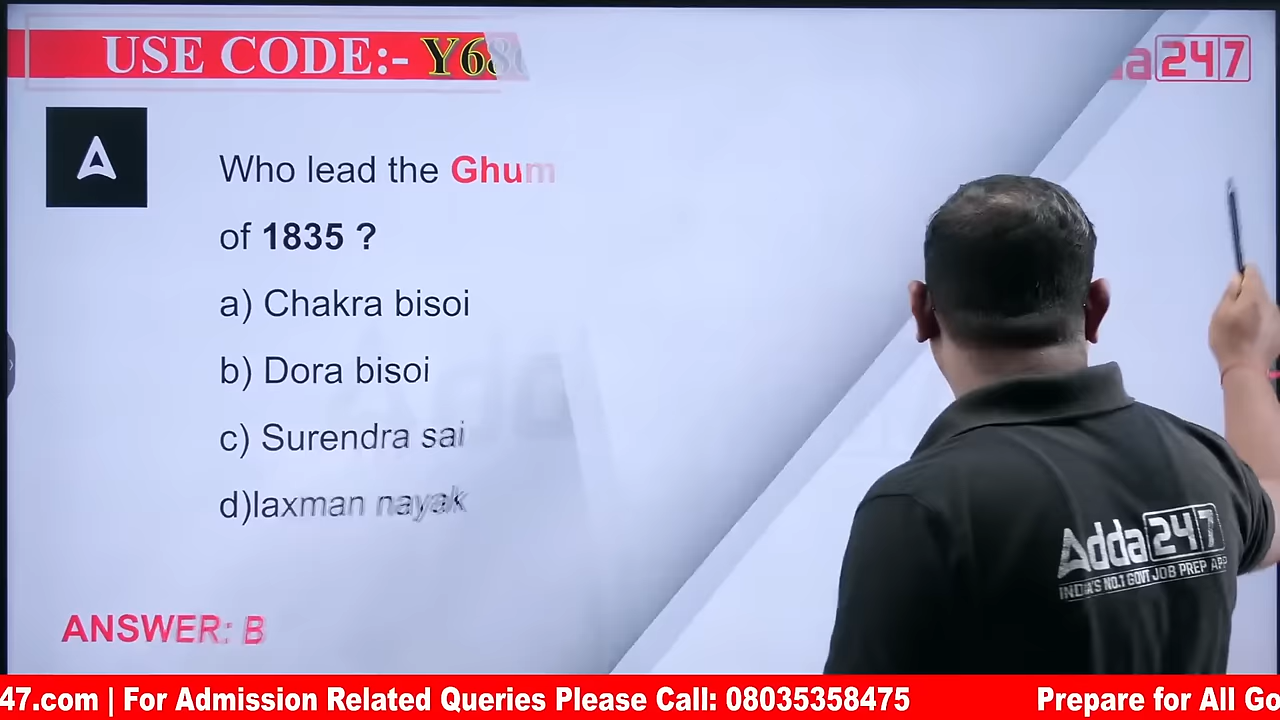 USE CODE:- Y68
247
Who lead the Ghum
of 1835 ?
a) Chakra bisoi
b) Dora bisoi
c) Surendra sai
d)laxman nayak
ANSWER: B
Adda247
INDIA'S NO.1 GOVT JOB PREP APP
47.com | For Admission Related Queries Please Call: 08035358475 Prepare for All Go